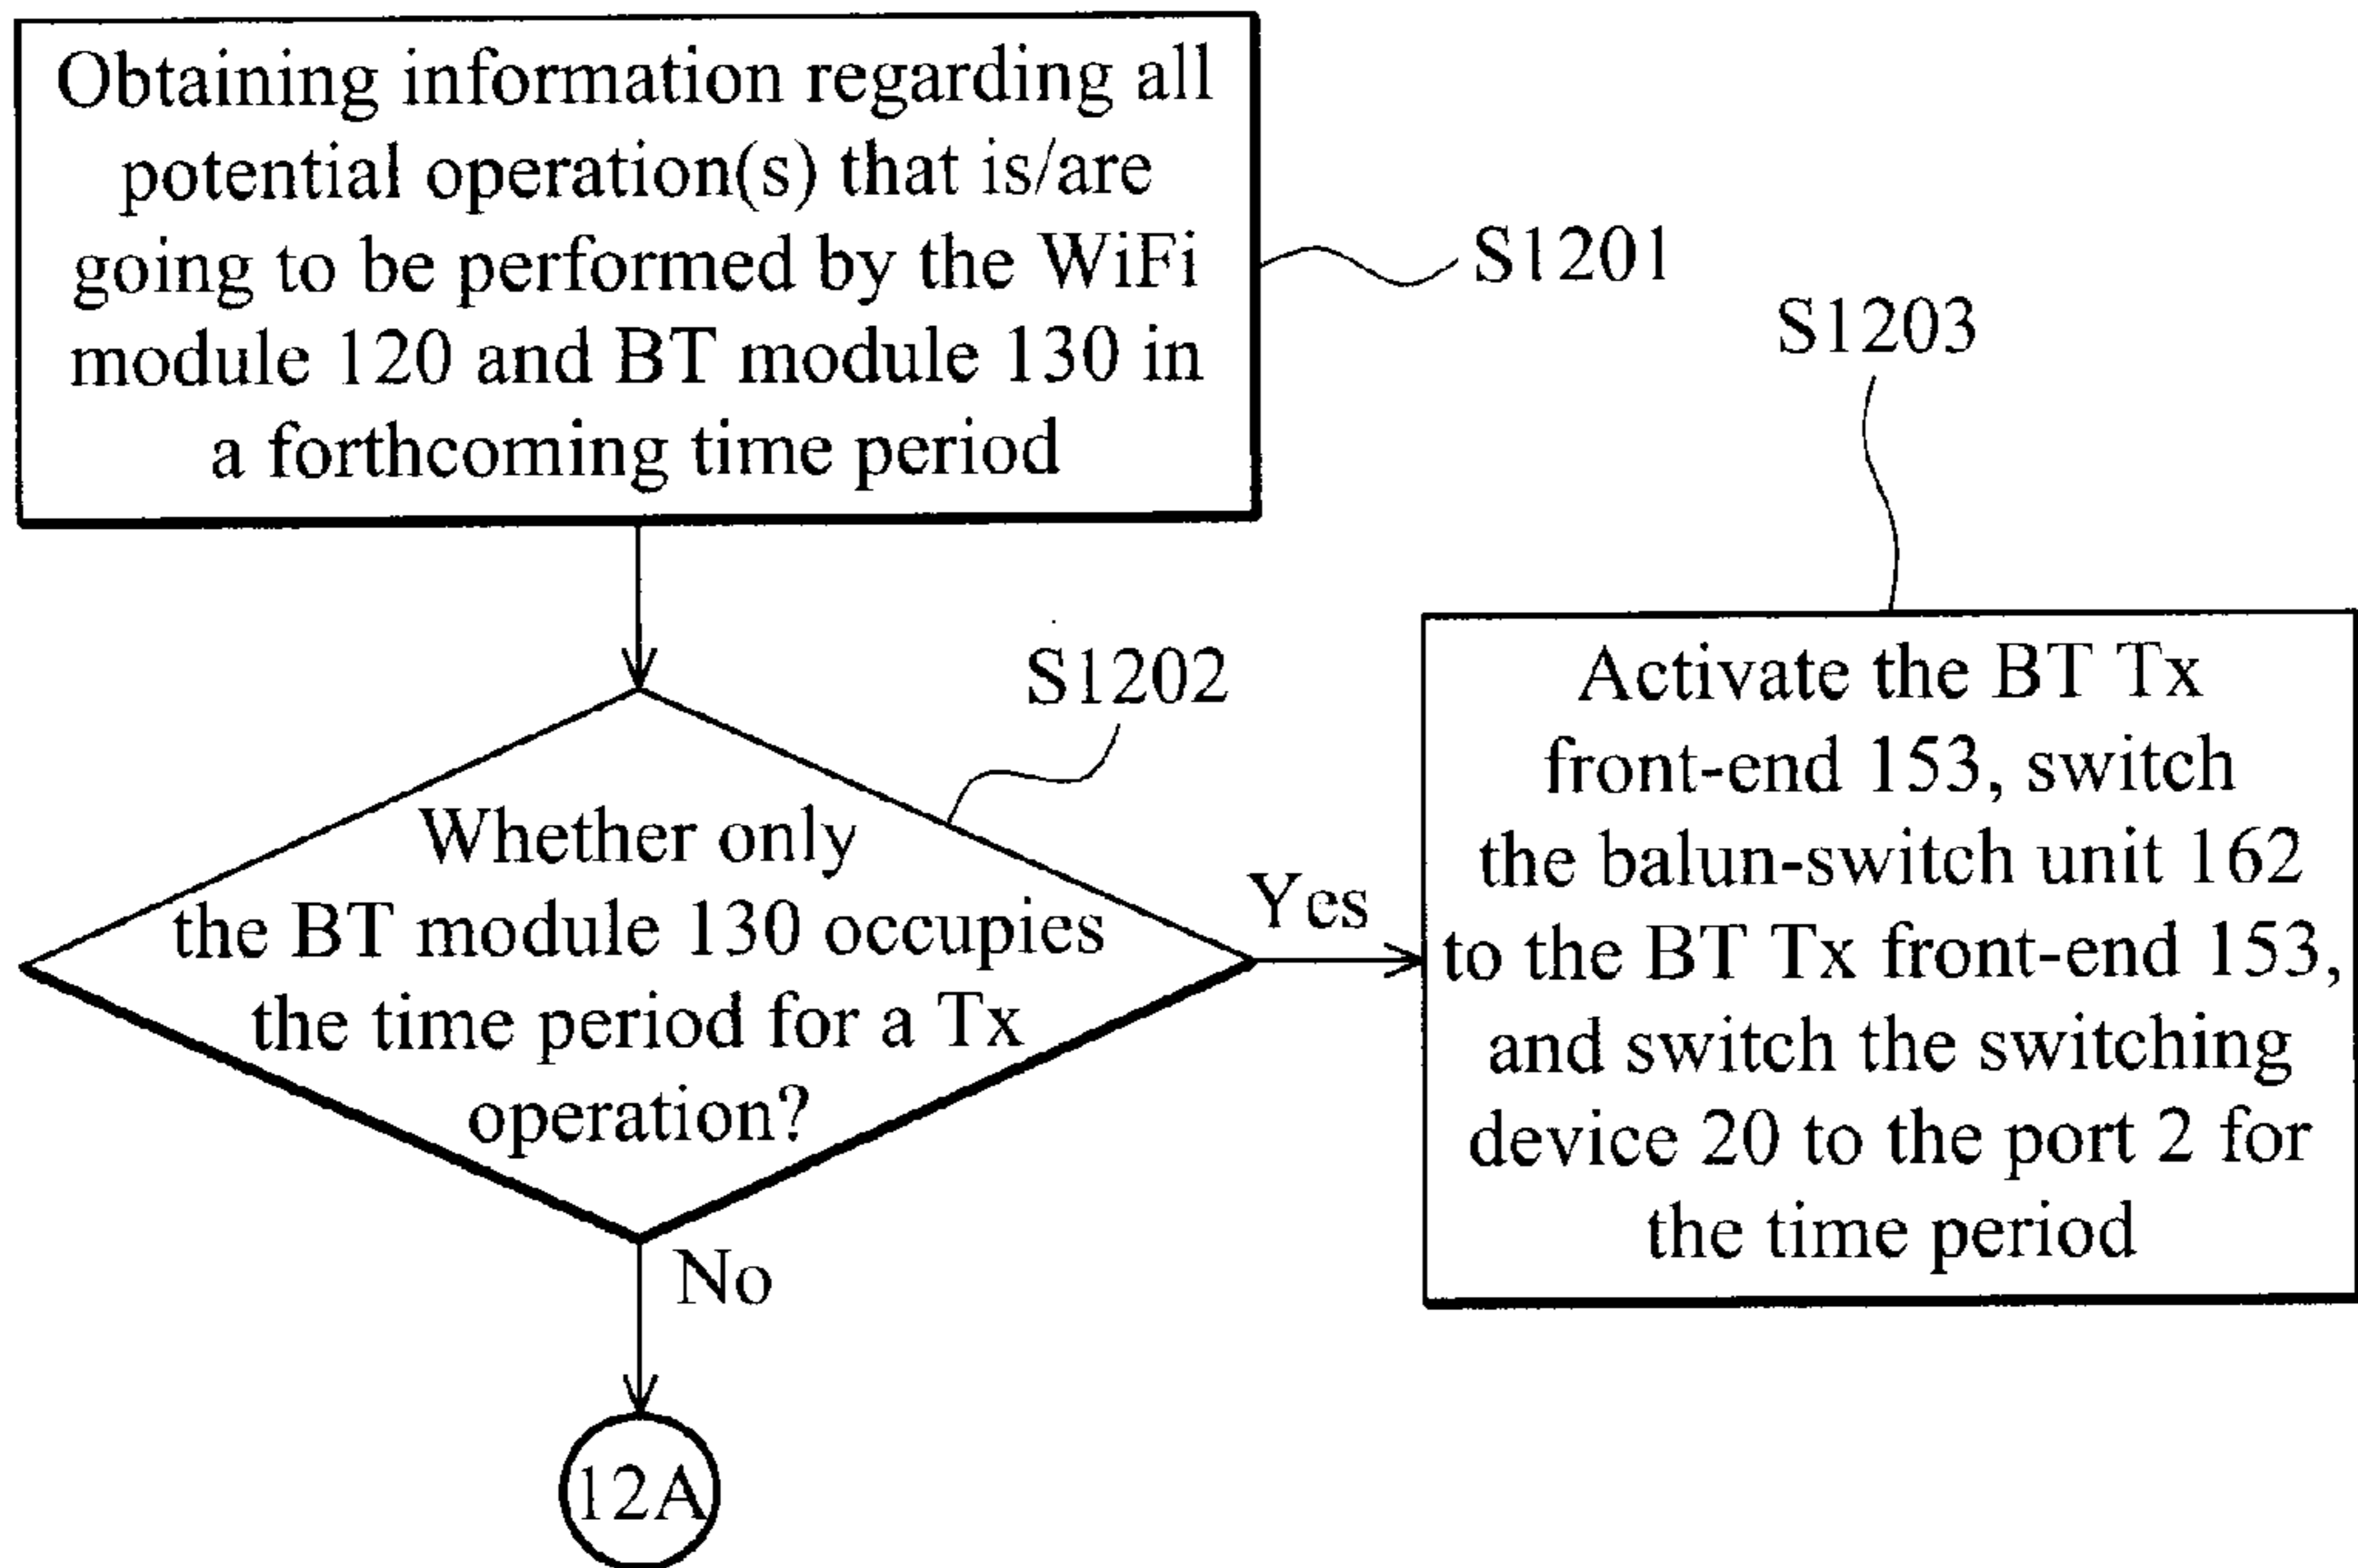 Obtaining information regarding all
potential operation(s) that is/are
going to be performed by the WiFi
module 120 and BT module 130 in
a forthcoming time period
S1201
S1202
Whether only
the BT module 130 occupies
the time period for a Tx
operation?
Yes
No
S1203
Activate the BT Tx
front-end 153, switch
the balun-switch unit 162
to the BT Tx front-end 153,
and switch the switching
device 20 to the port 2 for
the time period
12A